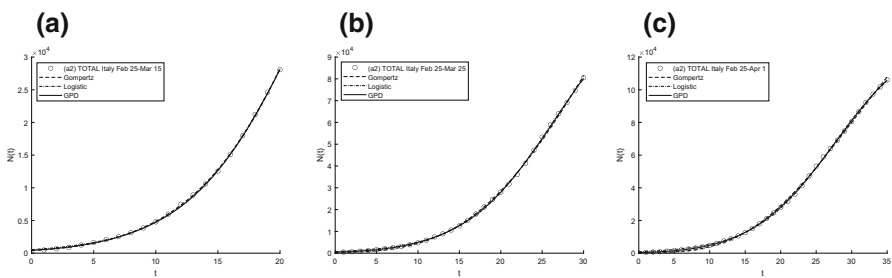 (a)
×10⁴
(a2) TOTAL Italy Feb 25-Mar 15
Gompertz
Logistic
GPD
3
2.5
2
1.5
1
0.5
0
N(t)
0 5 10 15 20
t
(b)
×10⁴
(a2) TOTAL Italy Feb 25-Mar 25
Gompertz
Logistic
GPD
9
8
7
6
5
4
3
2
1
0
N(t)
0 5 10 15 20 25 30
t
(c)
×10⁴
(a2) TOTAL Italy Feb 25-Apr 1
Gompertz
Logistic
GPD
12
10
8
6
4
2
0
N(t)
0 5 10 15 20 25 30 35
t